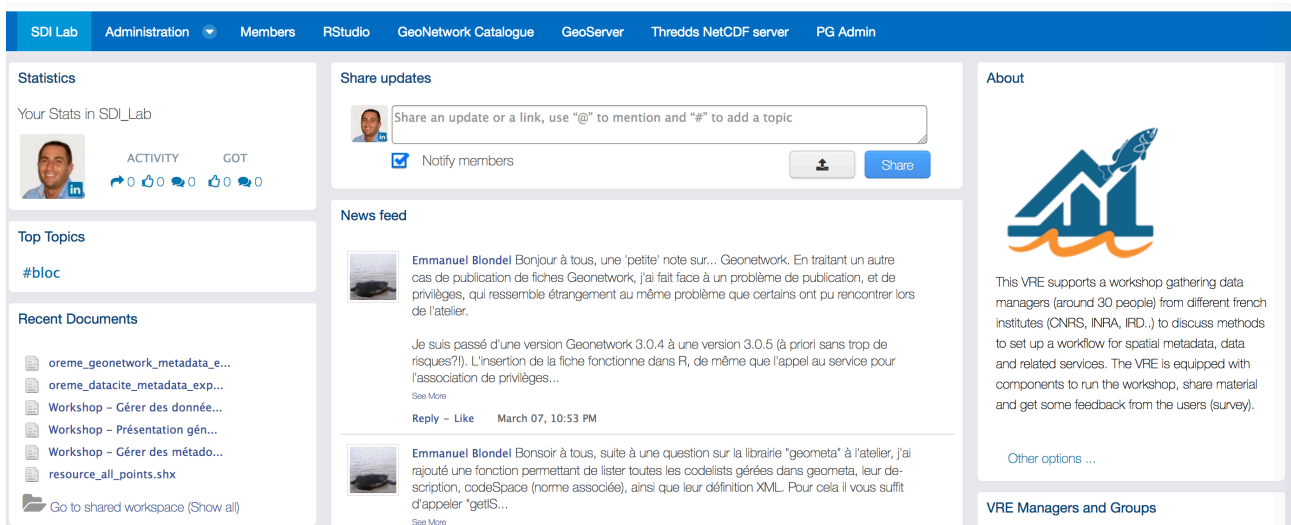 SDI Lab Administration Members RStudio GeoNetwork Catalogue GeoServer Thredds NetCDF server PG Admin
Statistics
Your Stats in SDI_Lab
ACTIVITY GOT
0 0 0 0 0
in
Top Topics
#bloc
Recent Documents
oreme_geonetwork_metadata_e...
oreme_datacite_metadata_exp...
Workshop – Gérer des donnée...
Workshop – Présentation gén...
Workshop – Gérer des métado...
resource_all_points.shx
Go to shared workspace (Show all)
Share updates
in
Share an update or a link, use “@” to mention and “#” to add a topic
Notify members
Share
News feed
Emmanuel Blondel Bonjour à tous, une 'petite' note sur... Geonetwork. En traitant un autre
cas de publication de fiches Geonetwork, j'ai fait face à un problème de publication, et de
privilèges, qui ressemble étrangement au même problème que certains ont pu rencontrer lors
de l'atelier.
Je suis passé d'une version Geonetwork 3.0.4 à une version 3.0.5 (à priori sans trop de
risques?!). L'insertion de la fiche fonctionne dans R, de même que l'appel au service pour
l'association de privilèges...
See More
Reply – Like March 07, 10:53 PM
Emmanuel Blondel Bonsoir à tous, suite à une question sur la librairie "geometa" à l'atelier, j'ai
rajouté une fonction permettant de lister toutes les codelists gérées dans geometa, leur de-
scription, codeSpace (norme associée), ainsi que leur définition XML. Pour cela il vous suffit
d'appeler "getIS...
See More
About
This VRE supports a workshop gathering data
managers (around 30 people) from different french
institutes (CNRS, INRA, IRD..) to discuss methods
to set up a workflow for spatial metadata, data
and related services. The VRE is equipped with
components to run the workshop, share material
and get some feedback from the users (survey).
Other options ...
VRE Managers and Groups